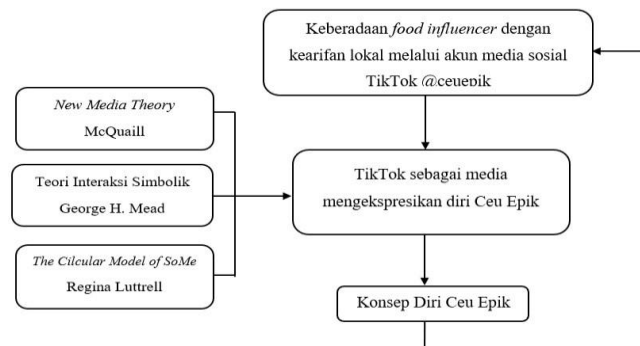 Keberadaan food influencer dengan
kearifan lokal melalui akun media sosial
TikTok @ceuepik
New Media Theory
McQuaill
Teori Interaksi Simbolik
George H. Mead
The Cilcular Model of SoMe
Regina Luttrell
TikTok sebagai media
mengekspresikan diri Ceu Epik
Konsep Diri Ceu Epik